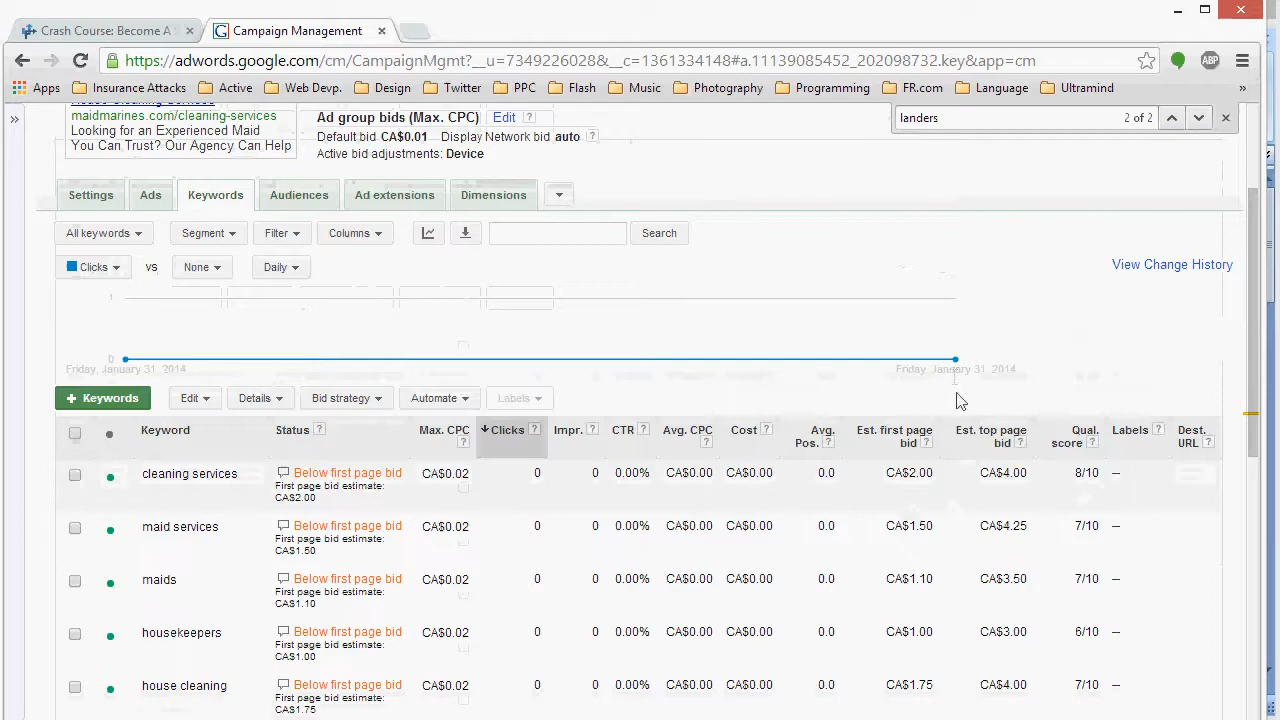 Crash Course: Become A
Campaign Management
https://adwords.google.com/cm/CampaignMgmt?__u=7349220028&__c=1361334148#a.11139085452_202098732.key&app=cm
ABP
Apps Insurance Attacks Active Web Devp. Design Twitter PPC Flash Music Photography Programming FR.com Language Ultramind »
landers 2 of 2
House Cleaning Services
maidmarines.com/cleaning-services
Looking for an Experienced Maid
You Can Trust? Our Agency Can Help
Ad group bids (Max. CPC) Edit ?
Default bid CA$0.01 Display Network bid auto ?
Active bid adjustments: Device
Settings Ads Keywords Audiences Ad extensions Dimensions
All keywords Segment Filter Columns Search
Clicks vs None Daily View Change History
1
0
Friday, January 31, 2014 Friday, January 31, 2014
+ Keywords Edit Details Bid strategy Automate Labels
Keyword Status ? Max. CPC ? Clicks ? Impr. ? CTR ? Avg. CPC ? Cost ? Avg. Pos. ? Est. first page bid ? Est. top page bid ? Qual. score ? Labels ? Dest. URL ?
cleaning services Below first page bid CA$0.02 0 0 0.00% CA$0.00 CA$0.00 0.0 CA$2.00 CA$4.00 8/10 --
First page bid estimate:
CA$2.00
maid services Below first page bid CA$0.02 0 0 0.00% CA$0.00 CA$0.00 0.0 CA$1.50 CA$4.25 7/10 --
First page bid estimate:
CA$1.50
maids Below first page bid CA$0.02 0 0 0.00% CA$0.00 CA$0.00 0.0 CA$1.10 CA$3.50 7/10 --
First page bid estimate:
CA$1.10
housekeepers Below first page bid CA$0.02 0 0 0.00% CA$0.00 CA$0.00 0.0 CA$1.00 CA$3.00 6/10 --
First page bid estimate:
CA$1.00
house cleaning Below first page bid CA$0.02 0 0 0.00% CA$0.00 CA$0.00 0.0 CA$1.75 CA$4.00 7/10 --
First page bid estimate:
CA$1.75